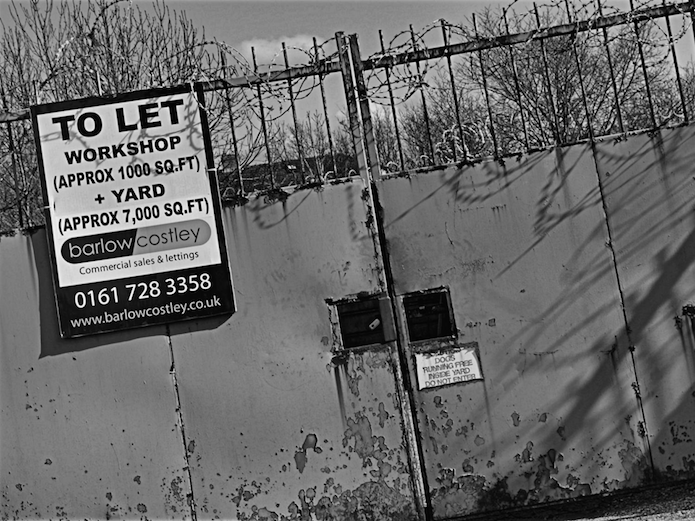 TO LET
WORKSHOP
(APPROX 1000 SQ.FT)
+ YARD
(APPROX 7,000 SQ.FT)
barlowcostley
Commercial sales & lettings
0161 728 3358
www.barlowcostley.co.uk
DOGS
RUNNING FREE
INSIDE YARD
DO NOT ENTER